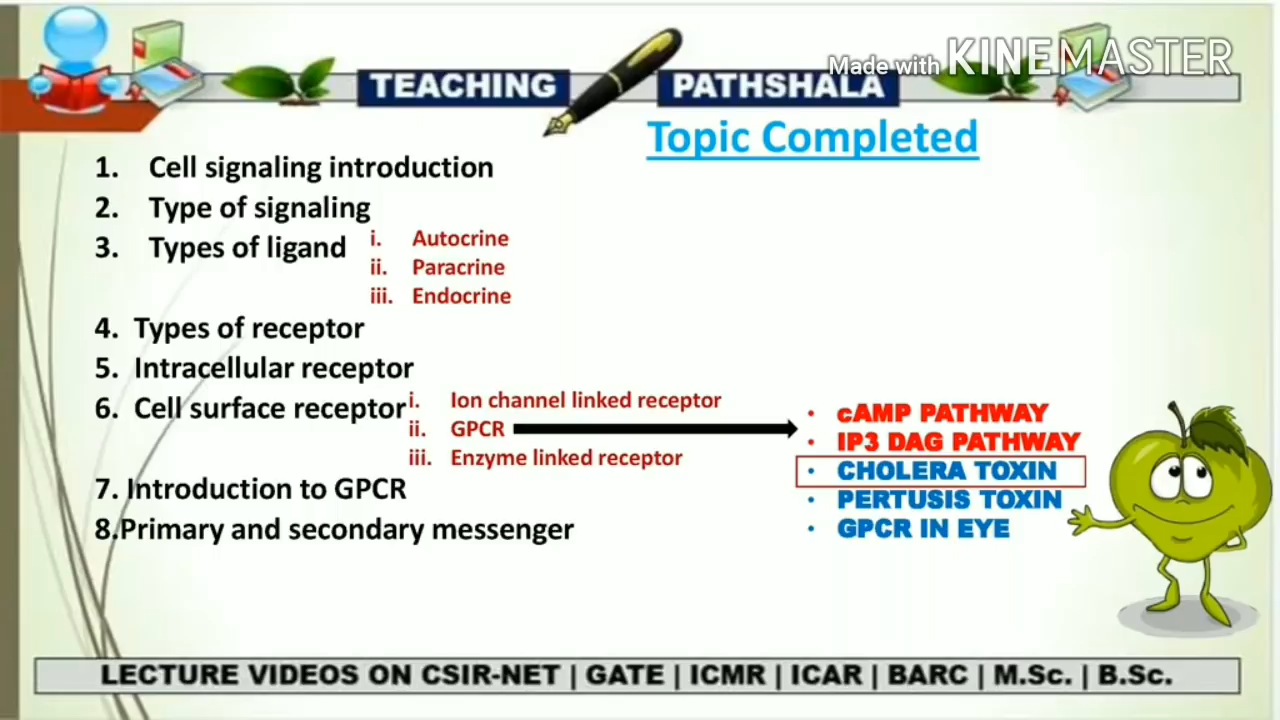 Made with KINEMASTER
TEACHING PATHSHALA
Topic Completed
1. Cell signaling introduction
2. Type of signaling
3. Types of ligand
i. Autocrine
ii. Paracrine
iii. Endocrine
4. Types of receptor
5. Intracellular receptor
6. Cell surface receptor
i. Ion channel linked receptor
ii. GPCR
iii. Enzyme linked receptor
• cAMP PATHWAY
• IP3 DAG PATHWAY
• CHOLERA TOXIN
• PERTUSIS TOXIN
• GPCR IN EYE
7. Introduction to GPCR
8.Primary and secondary messenger
LECTURE VIDEOS ON CSIR-NET | GATE | ICMR | ICAR | BARC | M.Sc. | B.Sc.